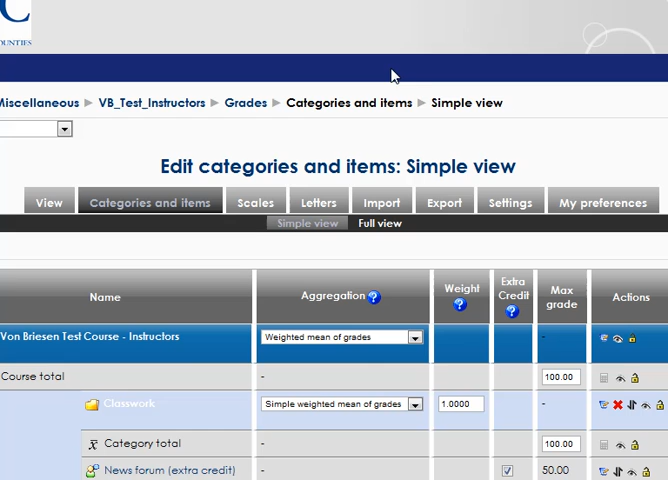 C
OUNTIES
Miscellaneous ► VB_Test_Instructors ► Grades ► Categories and items ► Simple view
Edit categories and items: Simple view
View Categories and items Scales Letters Import Export Settings My preferences
Simple view Full view
Name Aggregation ? Weight ? Extra Credit ? Max grade Actions
Von Briesen Test Course - Instructors Weighted mean of grades -
Course total - 100.00
Classwork Simple weighted mean of grades 1.0000 -
x̄ Category total - 100.00
News forum (extra credit) - 50.00